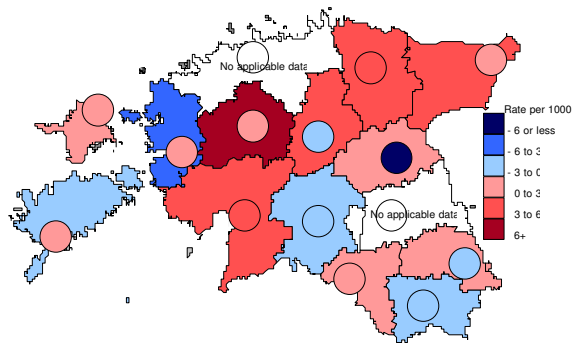 No applicable data
Rate per 1000
- 6 or less
- 6 to 3
- 3 to 0
0 to 3
3 to 6
6+
No applicable data